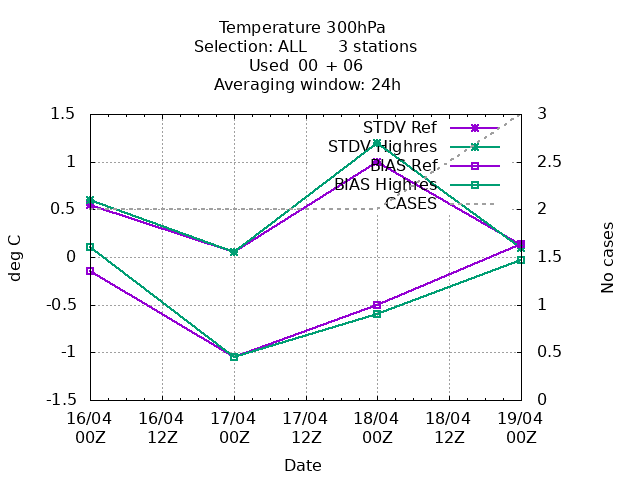 Temperature 300hPa
Selection: ALL 3 stations
Used 00 + 06
Averaging window: 24h
1.5
1
0.5
0
-0.5
-1
-1.5
deg C
3
2.5
2
1.5
1
0.5
0
No cases
STDV Ref
STDV Highres
BIAS Ref
BIAS Highres
CASES
16/04 16/04 17/04 17/04 18/04 18/04 19/04
00Z 12Z 00Z 12Z 00Z 12Z 00Z
Date